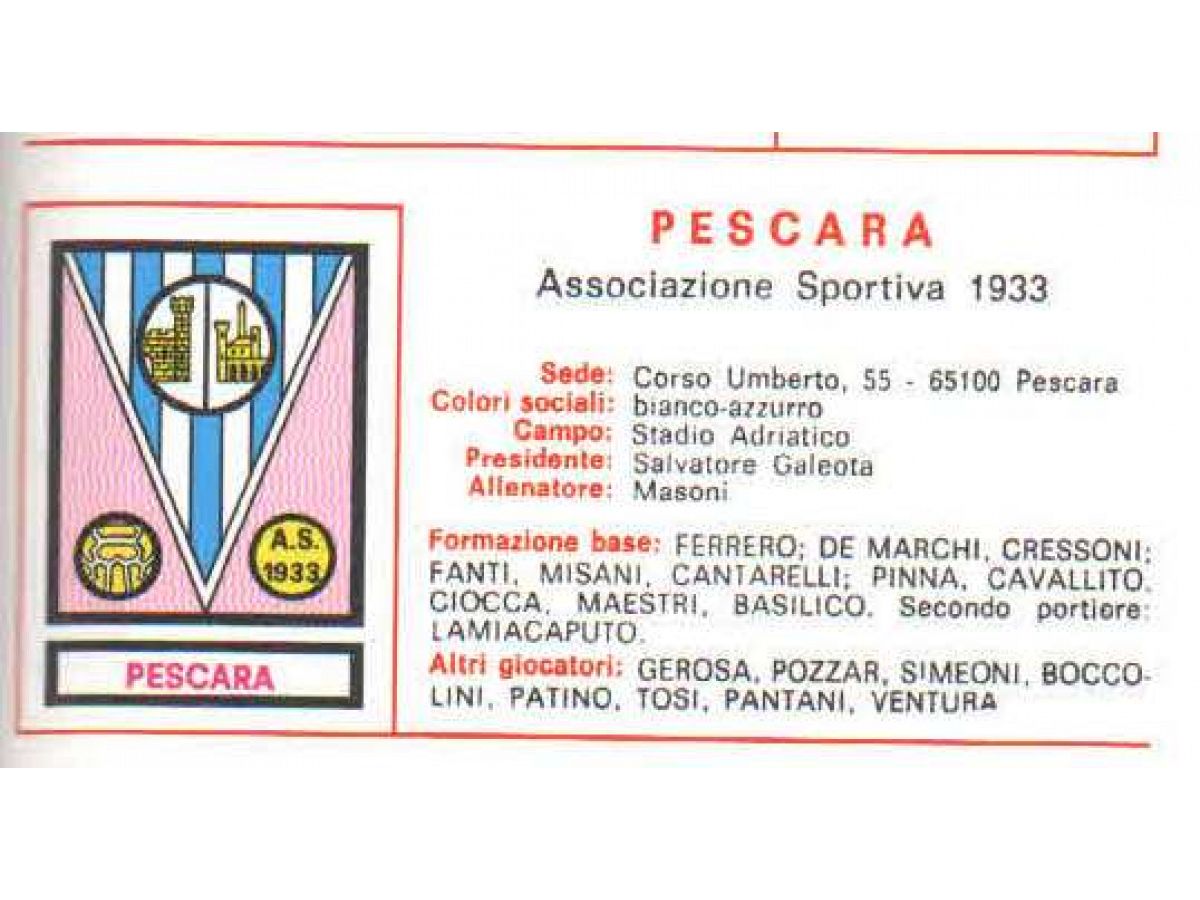 PESCARA
Associazione Sportiva 1933
Sede: Corso Umberto, 55 - 65100 Pescara
Colori sociali: bianco-azzurro
Campo: Stadio Adriatico
Presidente: Salvatore Galeota
Allenatore: Masoni
Formazione base: FERRERO; DE MARCHI, CRESSONI;
FANTI, MISANI, CANTARELLI; PINNA, CAVALLITO,
CIOCCA, MAESTRI, BASILICO. Secondo portiere:
LAMIACAPUTO.
Altri giocatori: GEROSA, POZZAR, SIMEONI, BOCCO-
LINI, PATINO, TOSI, PANTANI, VENTURA
A.S.
1933
PESCARA